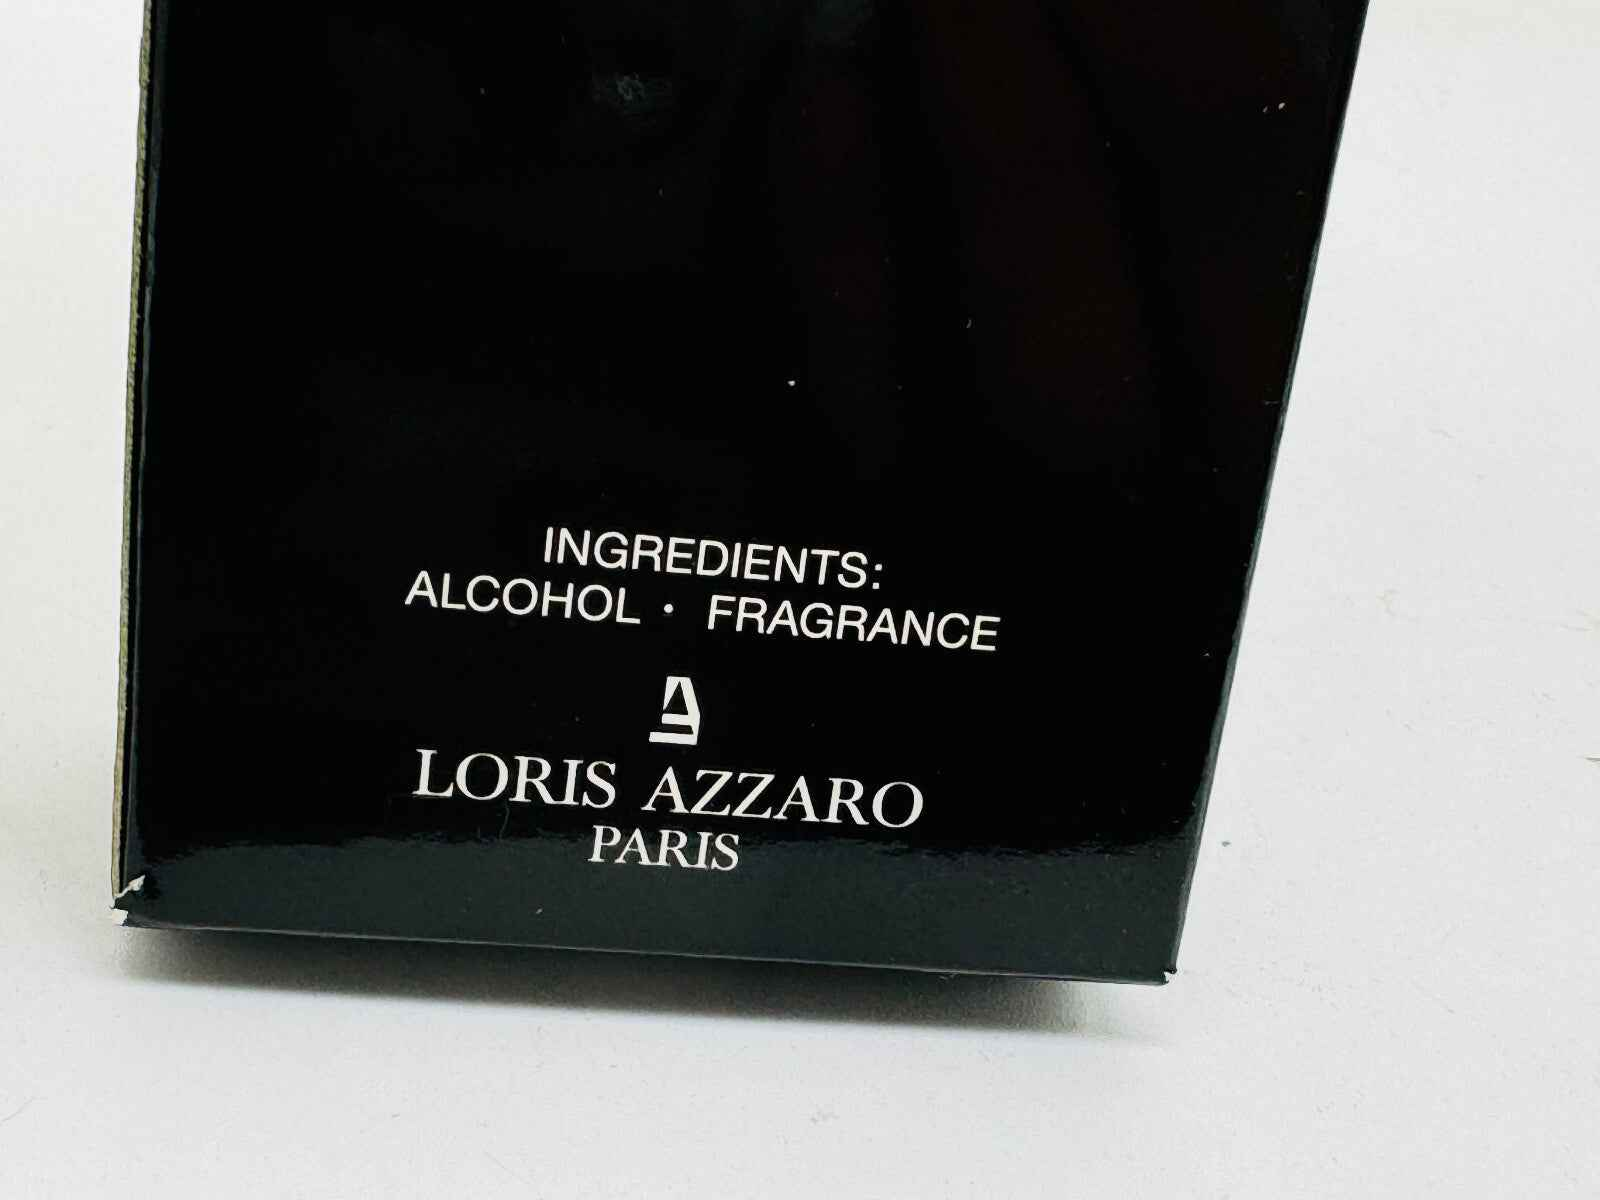 INGREDIENTS:
ALCOHOL · FRAGRANCE
LORIS AZZARO
PARIS